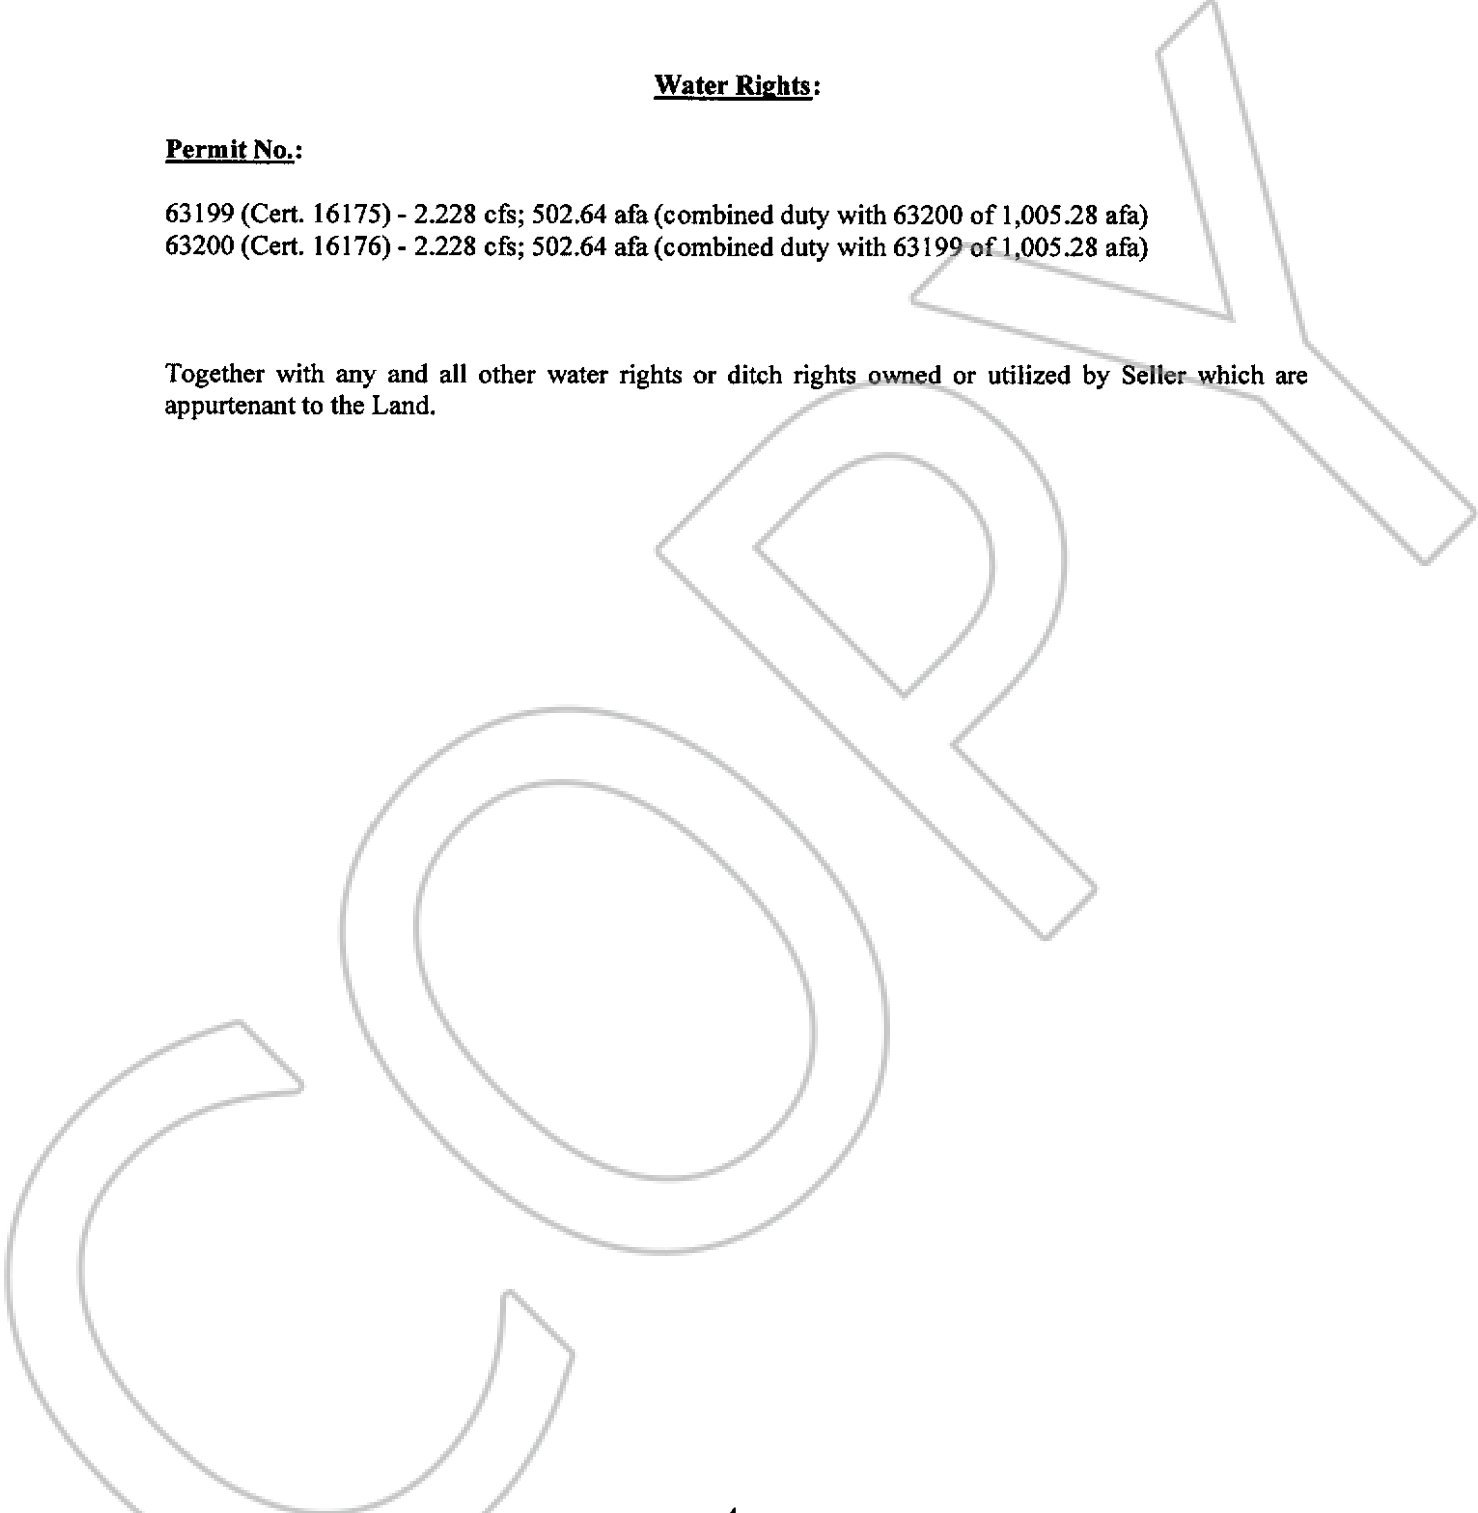 Water Rights:
Permit No.:
63199 (Cert. 16175) - 2.228 cfs; 502.64 afa (combined duty with 63200 of 1,005.28 afa)
63200 (Cert. 16176) - 2.228 cfs; 502.64 afa (combined duty with 63199 of 1,005.28 afa)
Together with any and all other water rights or ditch rights owned or utilized by Seller which are
appurtenant to the Land.
COPY